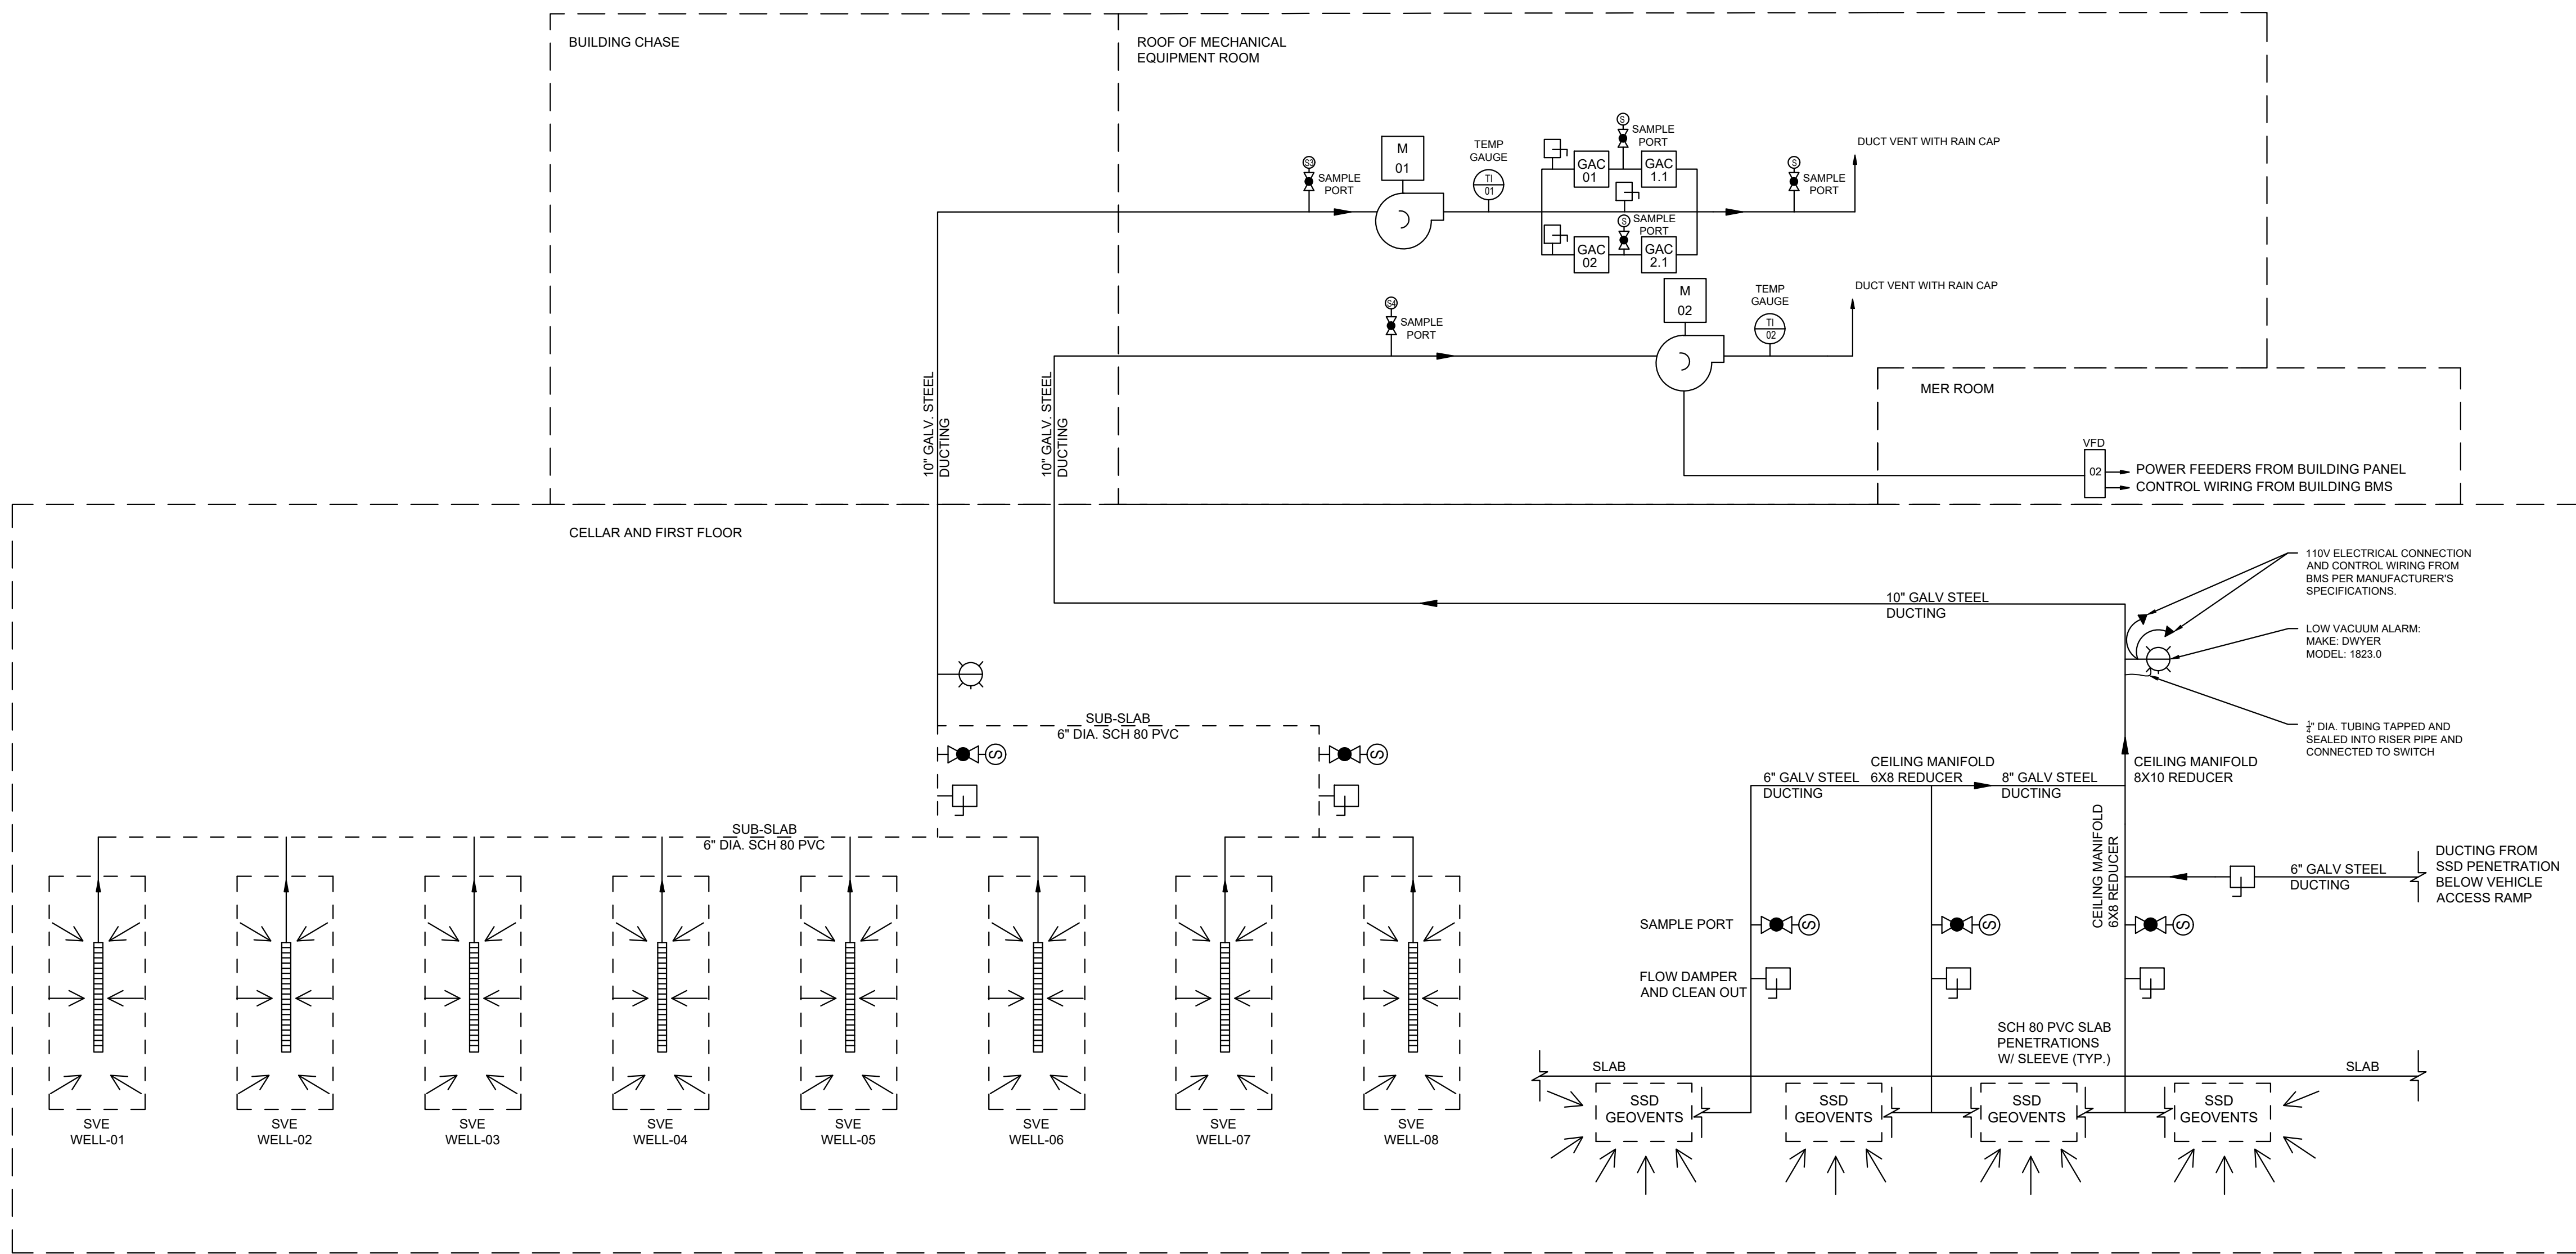 BUILDING CHASE
ROOF OF MECHANICAL
EQUIPMENT ROOM
S3
SAMPLE
PORT
M
01
TEMP
GAUGE
TI
01
S
SAMPLE
PORT
GAC
01
GAC
1.1
S
SAMPLE
PORT
GAC
02
GAC
2.1
S
SAMPLE
PORT
DUCT VENT WITH RAIN CAP
S4
SAMPLE
PORT
M
02
TEMP
GAUGE
TI
02
DUCT VENT WITH RAIN CAP
10" GALV. STEEL
DUCTING
10" GALV. STEEL
DUCTING
MER ROOM
VFD
02
POWER FEEDERS FROM BUILDING PANEL
CONTROL WIRING FROM BUILDING BMS
CELLAR AND FIRST FLOOR
110V ELECTRICAL CONNECTION
AND CONTROL WIRING FROM
BMS PER MANUFACTURER'S
SPECIFICATIONS.
10" GALV STEEL
DUCTING
LOW VACUUM ALARM:
MAKE: DWYER
MODEL: 1823.0
1/4" DIA. TUBING TAPPED AND
SEALED INTO RISER PIPE AND
CONNECTED TO SWITCH
SUB-SLAB
6" DIA. SCH 80 PVC
S
S
6" GALV STEEL
DUCTING
CEILING MANIFOLD
6X8 REDUCER
8" GALV STEEL
DUCTING
CEILING MANIFOLD
8X10 REDUCER
SUB-SLAB
6" DIA. SCH 80 PVC
CEILING MANIFOLD
6X8 REDUCER
6" GALV STEEL
DUCTING
DUCTING FROM
SSD PENETRATION
BELOW VEHICLE
ACCESS RAMP
SAMPLE PORT
S
S
S
FLOW DAMPER
AND CLEAN OUT
SCH 80 PVC SLAB
PENETRATIONS
W/ SLEEVE (TYP.)
SLAB
SLAB
SSD
GEOVENTS
SSD
GEOVENTS
SSD
GEOVENTS
SSD
GEOVENTS
SVE
WELL-01
SVE
WELL-02
SVE
WELL-03
SVE
WELL-04
SVE
WELL-05
SVE
WELL-06
SVE
WELL-07
SVE
WELL-08